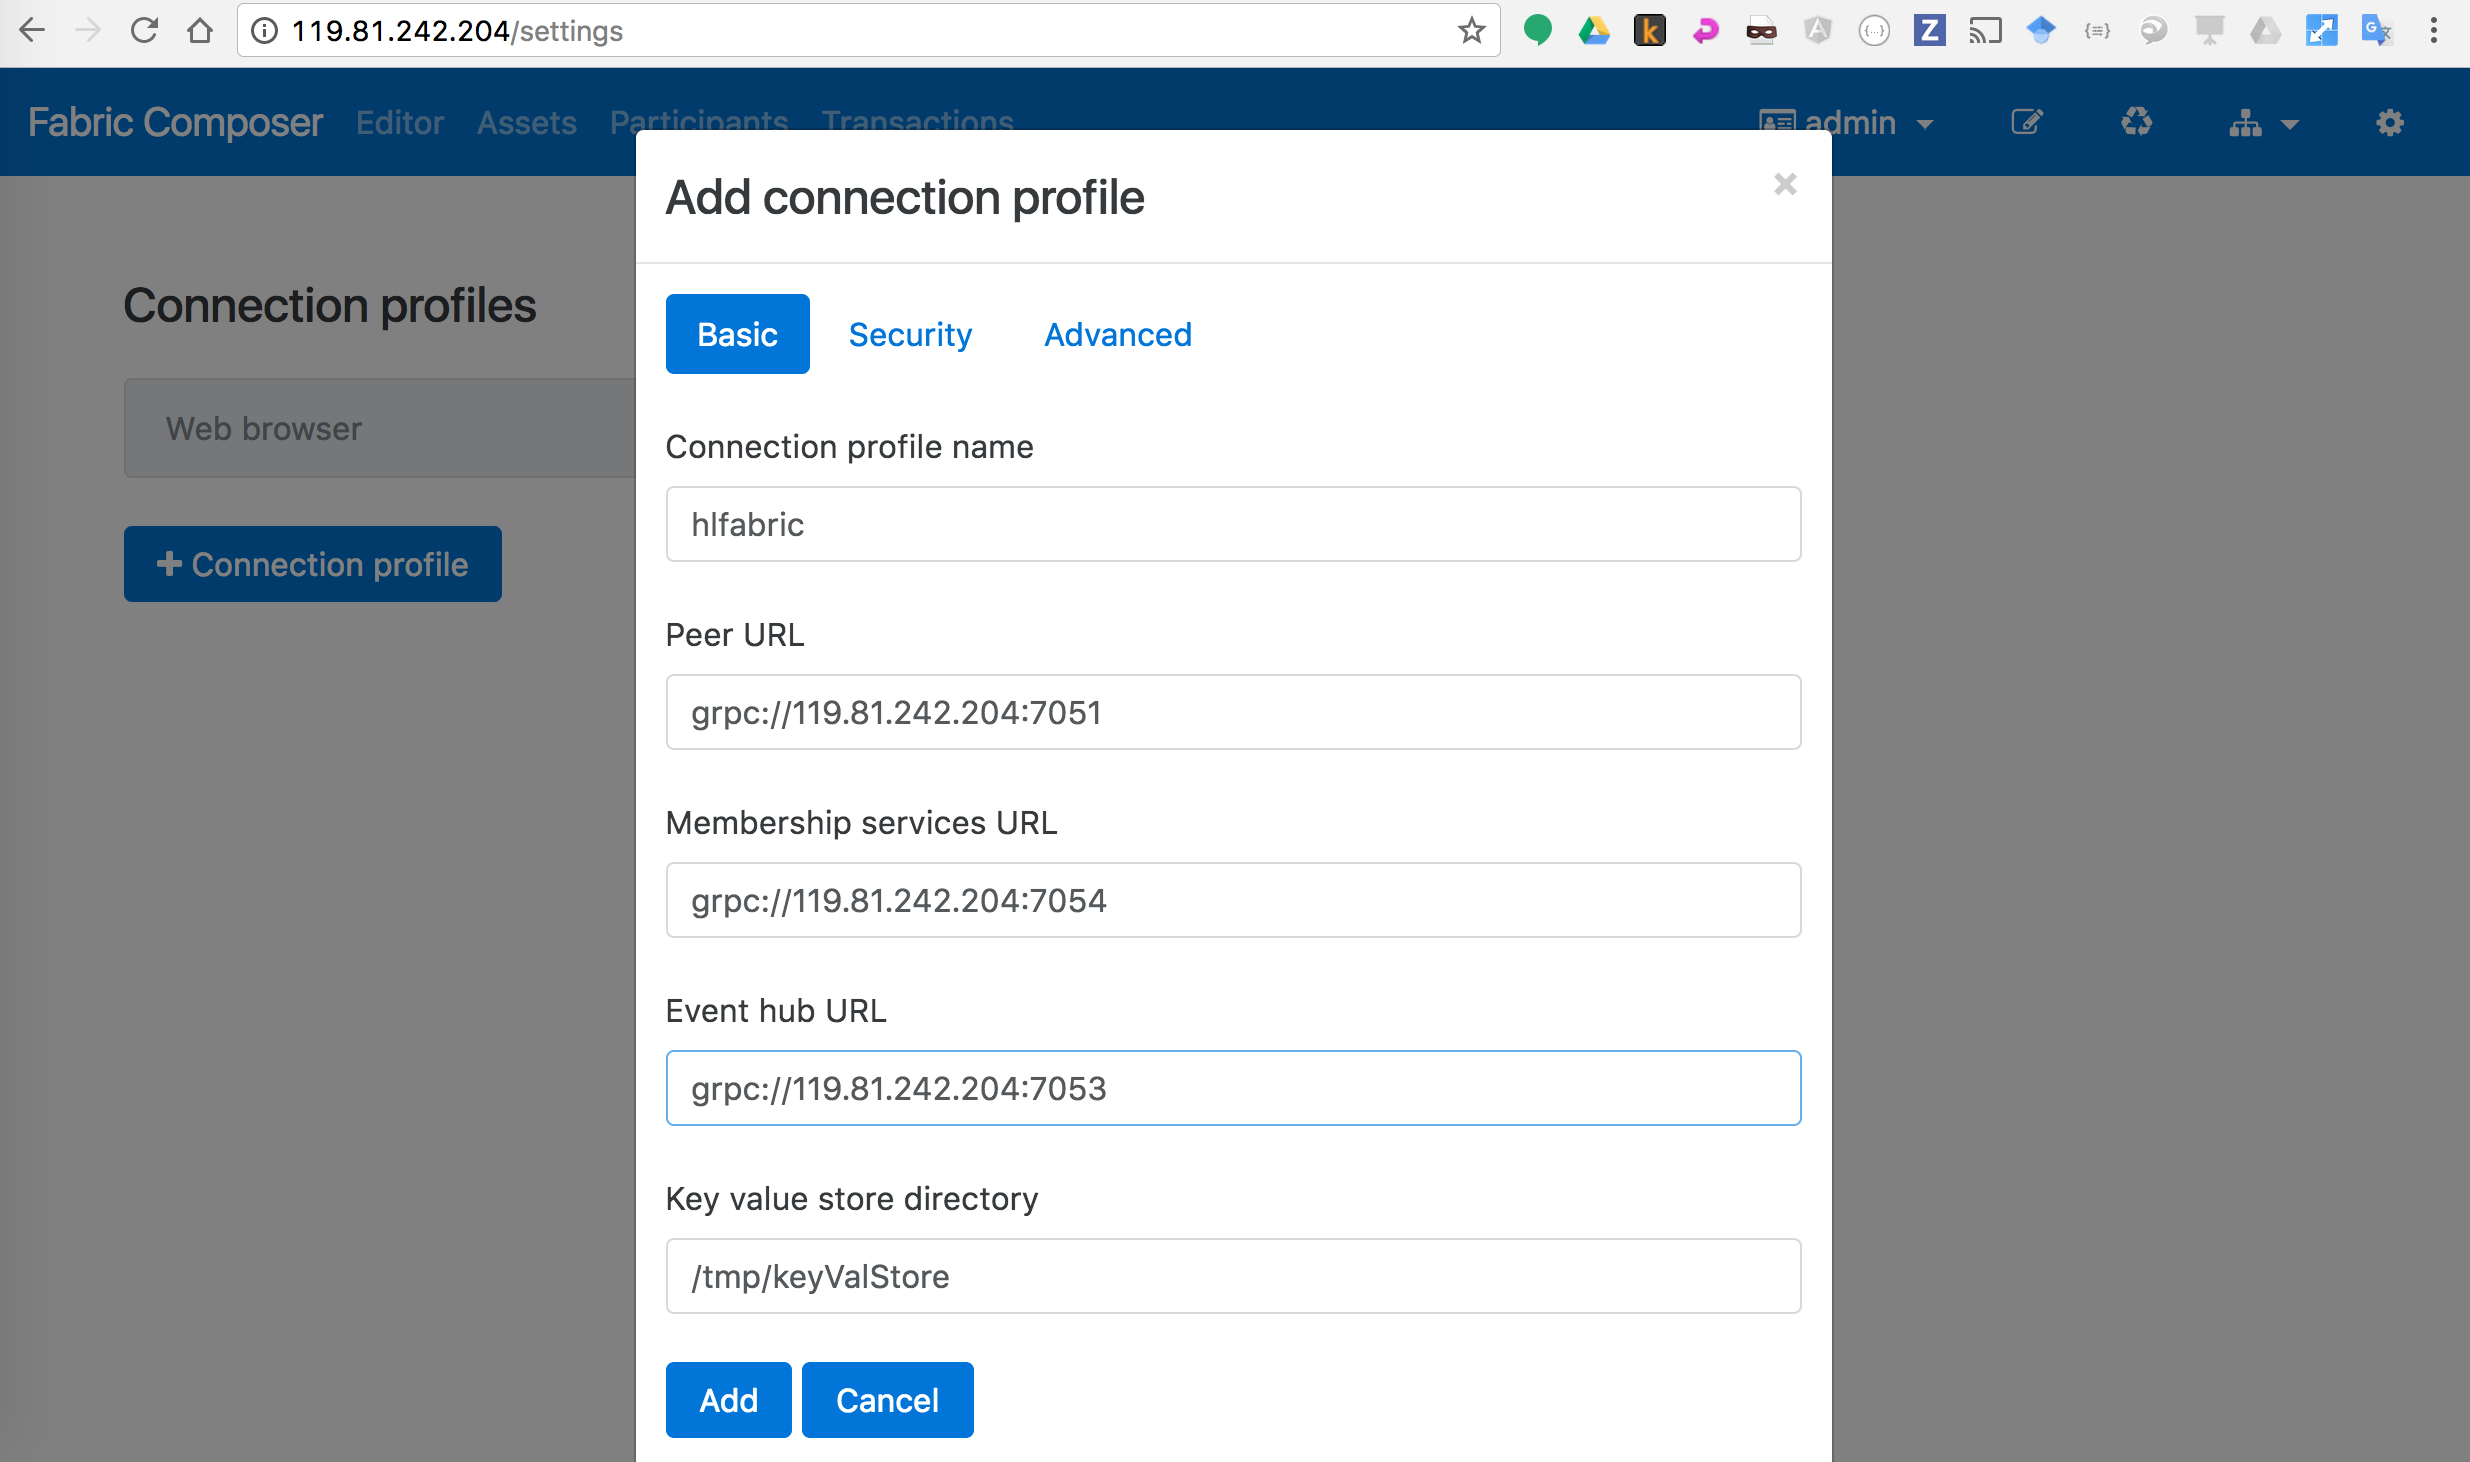 119.81.242.204/settings
Fabric Composer Editor Assets Participants Transactions admin
Add connection profile
Connection profiles
Basic Security Advanced
Web browser
Connection profile name
hlfabric
Connection profile
Peer URL
grpc://119.81.242.204:7051
Membership services URL
grpc://119.81.242.204:7054
Event hub URL
grpc://119.81.242.204:7053
Key value store directory
/tmp/keyValStore
Add Cancel